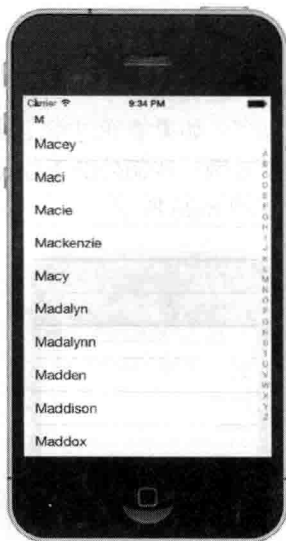 Carrier 9:34 PM
M
Macey
Maci
Macie
Mackenzie
Macy
Madalyn
Madalynn
Madden
Maddison
Maddox
A
B
C
D
E
F
G
H
I
J
K
L
M
N
O
P
Q
R
S
T
U
V
W
X
Y
Z